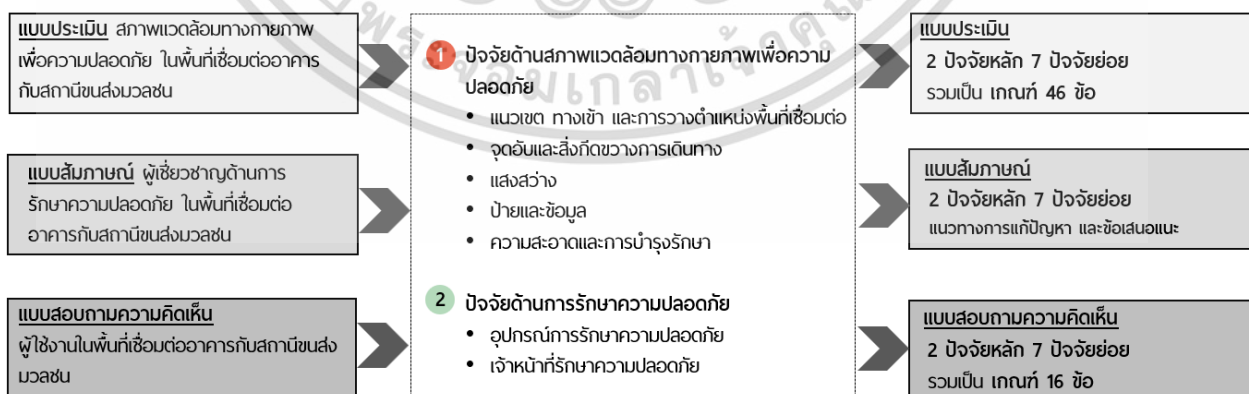 แบบประเมิน สภาพแวดล้อมทางกายภาพ
เพื่อความปลอดภัย ในพื้นที่เชื่อมต่ออาคาร
กับสถานีขนส่งมวลชน
แบบสัมภาษณ์ ผู้เชี่ยวชาญด้านการ
รักษาความปลอดภัย ในพื้นที่เชื่อมต่อ
อาคารกับสถานีขนส่งมวลชน
แบบสอบถามความคิดเห็น
ผู้ใช้งานในพื้นที่เชื่อมต่ออาคารกับสถานีขนส่ง
มวลชน
1 ปัจจัยด้านสภาพแวดล้อมทางกายภาพเพื่อความ
ปลอดภัย
• แนวเขต ทางเข้า และการวางตำแหน่งพื้นที่เชื่อมต่อ
• จุดอับและสิ่งกีดขวางการเดินทาง
• แสงสว่าง
• ป้ายและข้อมูล
• ความสะอาดและการบำรุงรักษา
2 ปัจจัยด้านการรักษาความปลอดภัย
• อุปกรณ์การรักษาความปลอดภัย
• เจ้าหน้าที่รักษาความปลอดภัย
แบบประเมิน
2 ปัจจัยหลัก 7 ปัจจัยย่อย
รวมเป็น เกณฑ์ 46 ข้อ
แบบสัมภาษณ์
2 ปัจจัยหลัก 7 ปัจจัยย่อย
แนวทางการแก้ปัญหา และข้อเสนอแนะ
แบบสอบถามความคิดเห็น
2 ปัจจัยหลัก 7 ปัจจัยย่อย
รวมเป็น เกณฑ์ 16 ข้อ